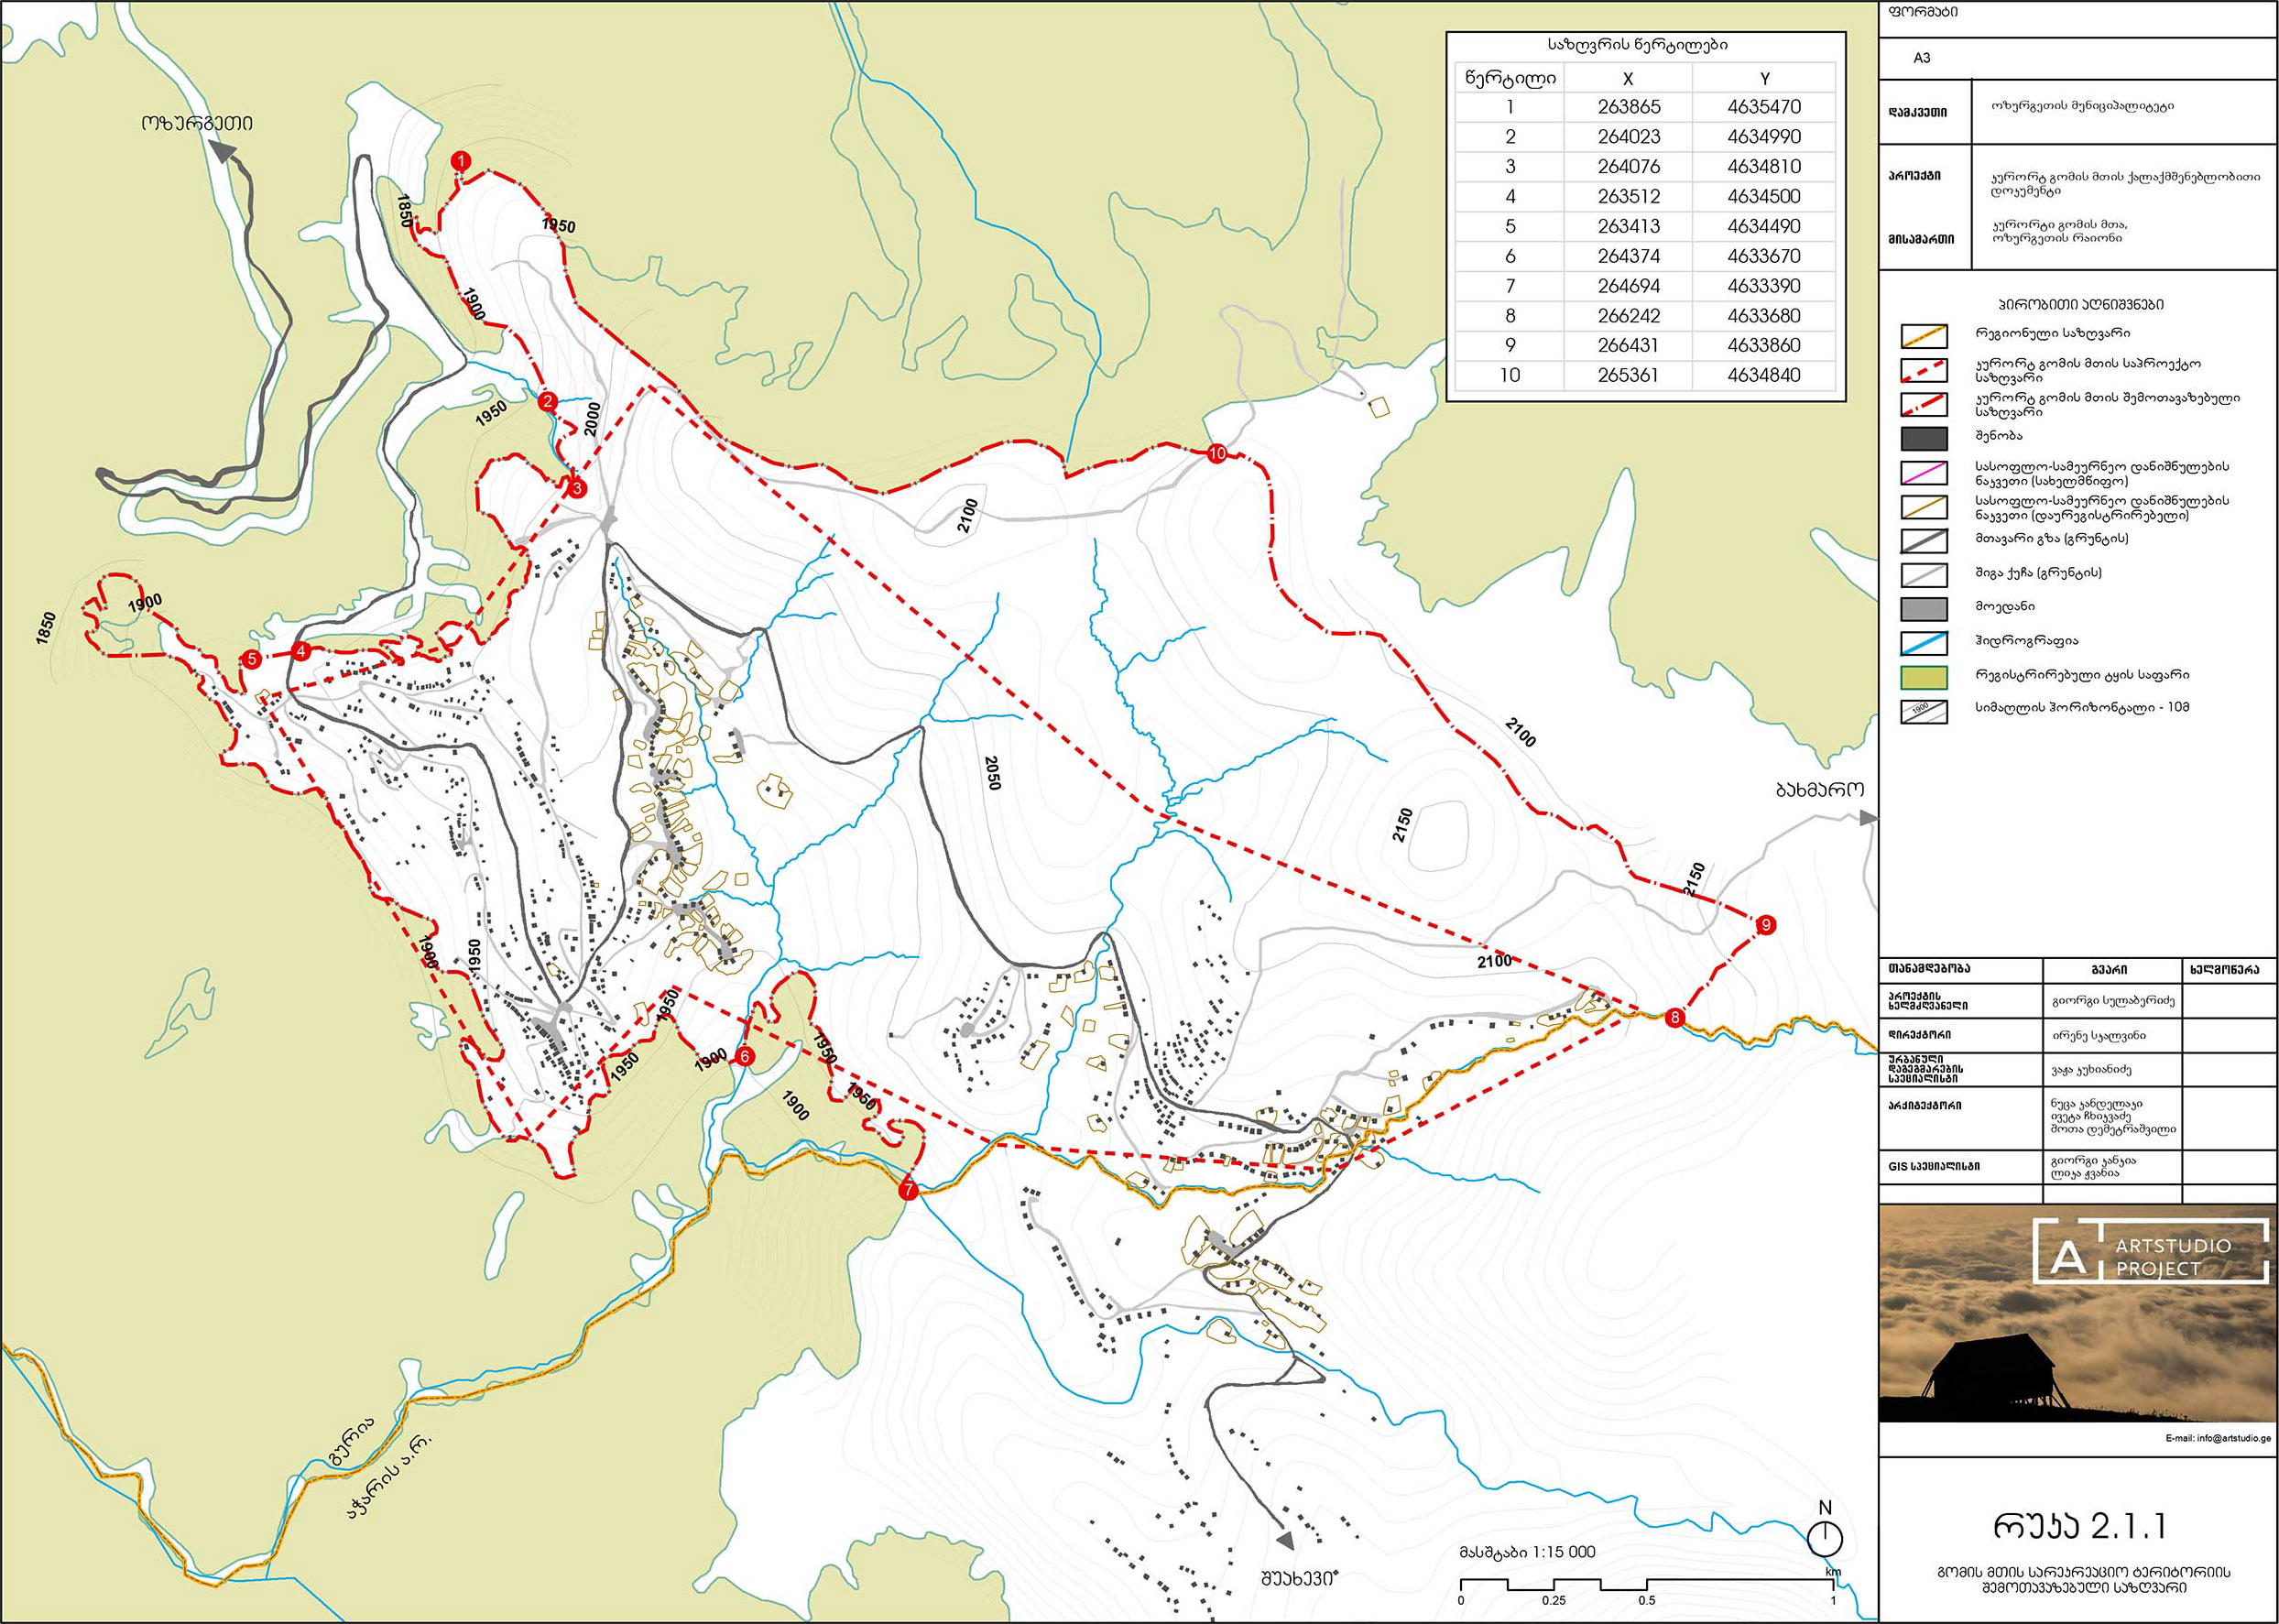 ოზურგეთი
საზღვრის წერტილები
წერტილი X Y
1 263865 4635470
2 264023 4634990
3 264076 4634810
4 263512 4634500
5 263413 4634490
6 264374 4633670
7 264694 4633390
8 266242 4633680
9 266431 4633860
10 265361 4634840
1
2
3
4
5
6
7
8
9
10
1850
1950
1900
1950
2000
2100
1850
1900
2050
2100
2150
2150
2100
1900
1950
1950
1950
1900
1950
1950
1900
ბახმარო
გურია
აჭარის ა.რ.
შუახევი
მასშტაბი 1:15 000
0 0.25 0.5 1
km
N
ფორმატი
A3
დამკვეთი
ოზურგეთის მუნიციპალიტეტი
პროექტი
კურორტ გომის მთის ქალაქმშენებლობითი
დოკუმენტი
მისამართი
კურორტი გომის მთა,
ოზურგეთის რაიონი
პირობითი აღნიშვნები
რეგიონული საზღვარი
კურორტ გომის მთის საპროექტო
საზღვარი
კურორტ გომის მთის შემოთავაზებული
საზღვარი
შენობა
სასოფლო-სამეურნეო დანიშნულების
ნაკვეთი (სახელმწიფო)
სასოფლო-სამეურნეო დანიშნულების
ნაკვეთი (დაურეგისტრირებელი)
მთავარი გზა (გრუნტის)
შიგა ქუჩა (გრუნტის)
მოედანი
ჰიდროგრაფია
რეგისტრირებული ტყის საფარი
1900
სიმაღლის ჰორიზონტალი - 10მ
თანამდებობა გვარი ხელმოწერა
პროექტის
ხელმძღვანელი
გიორგი სულაბერიძე
დირექტორი
ირენე სკალვინი
ურბანული
დაგეგმარების
სპეციალისტი
ვაჟა კუხიანიძე
არქიტექტორი
ნუცა კანდელაკი
ივეტა ჩხიკვაძე
შოთა დემეტრაშვილი
GIS სპეციალისტი
გიორგი კანკია
ლიკა ჭვანია
A
ARTSTUDIO
PROJECT
E-mail: info@artstudio.ge
რუკა 2.1.1
გომის მთის სარეკრეაციო ტერიტორიის
შემოთავაზებული საზღვარი